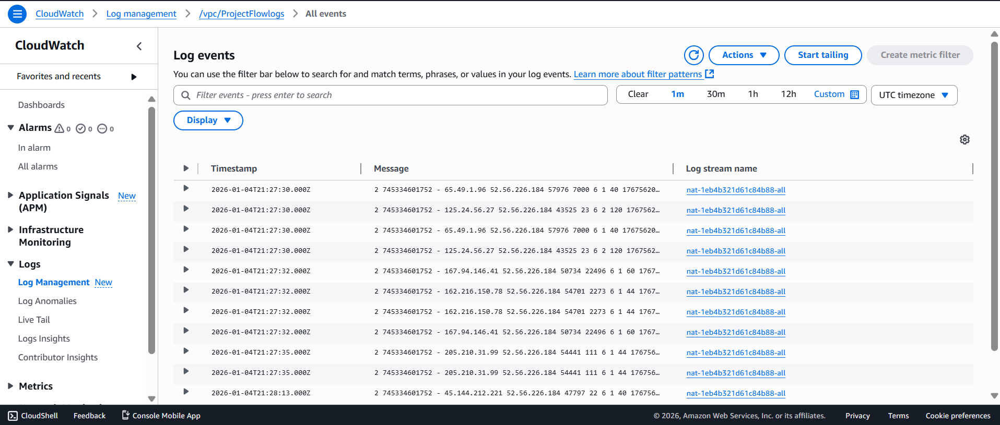 CloudWatch > Log management > /vpc/ProjectFlowlogs > All events
CloudWatch
Favorites and recents
Dashboards
Alarms 0 0 0
In alarm
All alarms
Application Signals New
(APM)
Infrastructure
Monitoring
Logs
Log Management New
Log Anomalies
Live Tail
Logs Insights
Contributor Insights
Metrics
Log events
Actions
Start tailing
Create metric filter
You can use the filter bar below to search for and match terms, phrases, or values in your log events. Learn more about filter patterns
Filter events - press enter to search
Clear 1m 30m 1h 12h Custom
UTC timezone
Display
Timestamp Message Log stream name
2026-01-04T21:27:30.000Z 2 745334601752 - 65.49.1.96 52.56.226.184 57976 7000 6 1 40 17675620… nat-1eb4b321d61c84b88-all
2026-01-04T21:27:30.000Z 2 745334601752 - 125.24.56.27 52.56.226.184 43525 23 6 2 120 1767562… nat-1eb4b321d61c84b88-all
2026-01-04T21:27:30.000Z 2 745334601752 - 65.49.1.96 52.56.226.184 57976 7000 6 1 40 17675620… nat-1eb4b321d61c84b88-all
2026-01-04T21:27:30.000Z 2 745334601752 - 125.24.56.27 52.56.226.184 43525 23 6 2 120 1767562… nat-1eb4b321d61c84b88-all
2026-01-04T21:27:32.000Z 2 745334601752 - 167.94.146.41 52.56.226.184 50734 22496 6 1 60 1767… nat-1eb4b321d61c84b88-all
2026-01-04T21:27:32.000Z 2 745334601752 - 162.216.150.78 52.56.226.184 54701 2273 6 1 44 1767… nat-1eb4b321d61c84b88-all
2026-01-04T21:27:32.000Z 2 745334601752 - 162.216.150.78 52.56.226.184 54701 2273 6 1 44 1767… nat-1eb4b321d61c84b88-all
2026-01-04T21:27:32.000Z 2 745334601752 - 167.94.146.41 52.56.226.184 50734 22496 6 1 60 1767… nat-1eb4b321d61c84b88-all
2026-01-04T21:27:35.000Z 2 745334601752 - 205.210.31.99 52.56.226.184 54441 111 6 1 44 176756… nat-1eb4b321d61c84b88-all
2026-01-04T21:27:35.000Z 2 745334601752 - 205.210.31.99 52.56.226.184 54441 111 6 1 44 176756… nat-1eb4b321d61c84b88-all
2026-01-04T21:28:13.000Z 2 745334601752 - 45.144.212.221 52.56.226.184 47797 22 6 1 40 176756… nat-1eb4b321d61c84b88-all
CloudShell Feedback Console Mobile App © 2026, Amazon Web Services, Inc. or its affiliates. Privacy Terms Cookie preferences